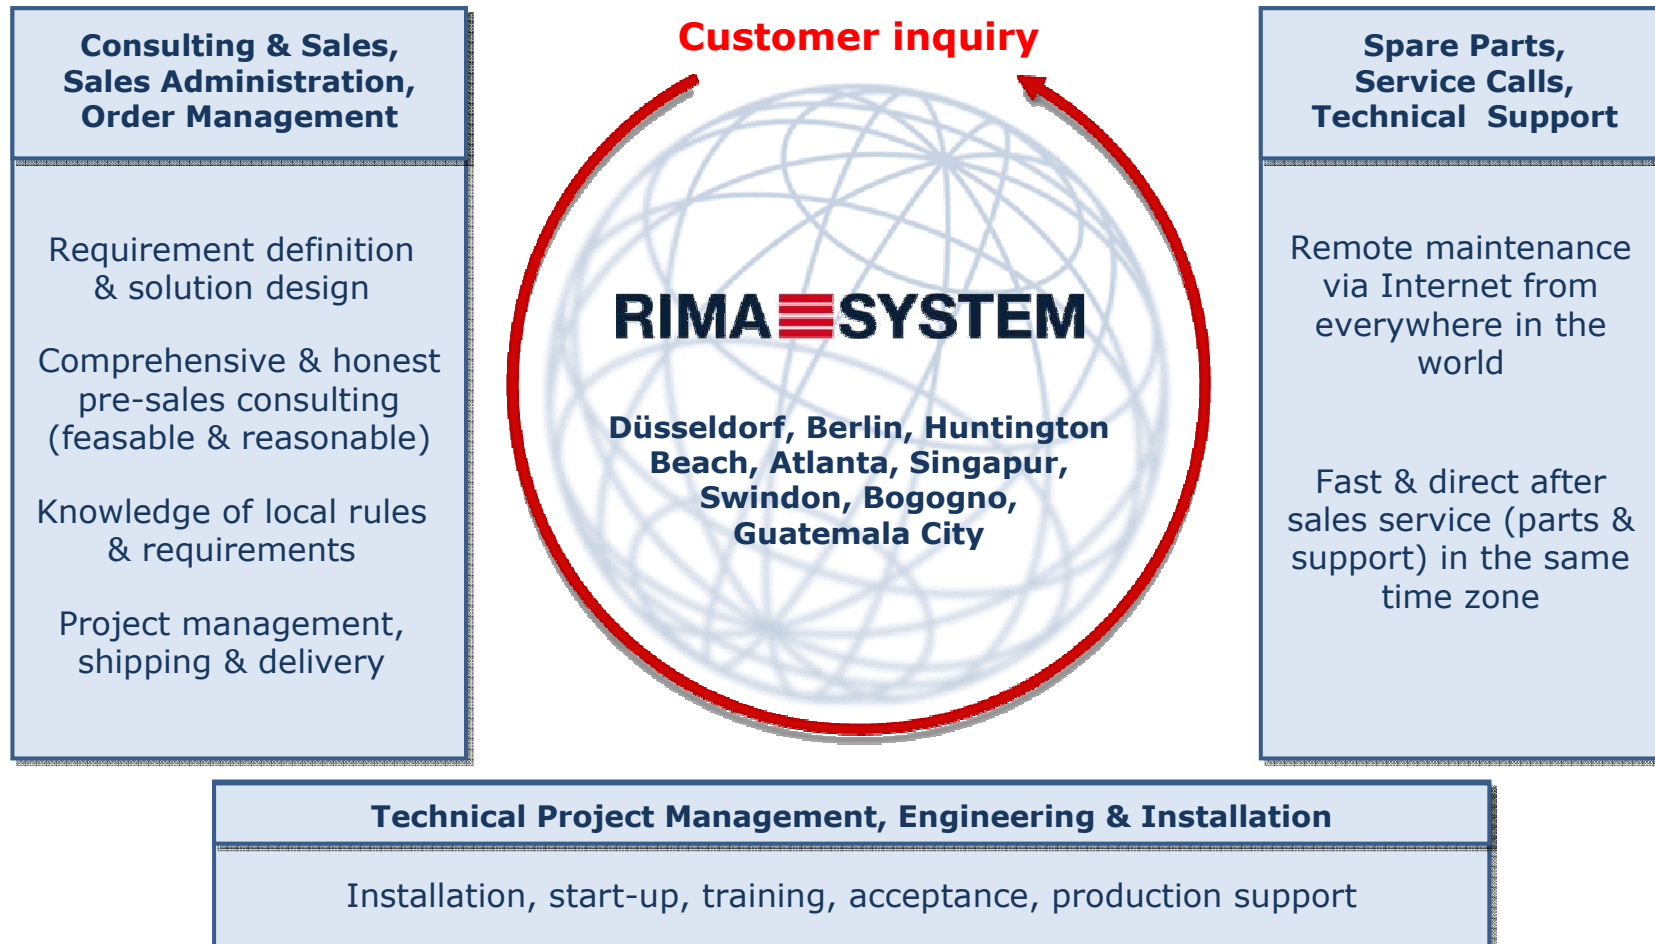 Consulting & Sales,
Sales Administration,
Order Management
Requirement definition
& solution design
Comprehensive & honest
pre-sales consulting
(feasable & reasonable)
Knowledge of local rules
& requirements
Project management,
shipping & delivery
Customer inquiry
RIMA SYSTEM
Düsseldorf, Berlin, Huntington
Beach, Atlanta, Singapur,
Swindon, Bogogno,
Guatemala City
Spare Parts,
Service Calls,
Technical Support
Remote maintenance
via Internet from
everywhere in the
world
Fast & direct after
sales service (parts &
support) in the same
time zone
Technical Project Management, Engineering & Installation
Installation, start-up, training, acceptance, production support